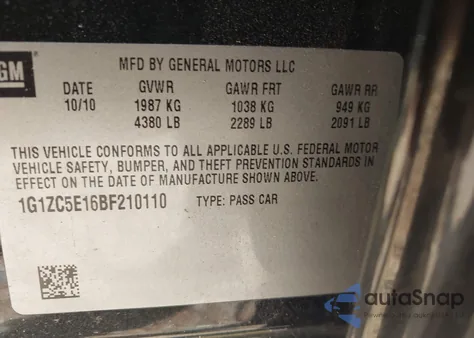 GM
MFD BY GENERAL MOTORS LLC
DATE GVWR GAWR FRT GAWR RR
10/10 1987 KG 1038 KG 949 KG
4380 LB 2289 LB 2091 LB
THIS VEHICLE CONFORMS TO ALL APPLICABLE U.S. FEDERAL MOTOR
VEHICLE SAFETY, BUMPER, AND THEFT PREVENTION STANDARDS IN
EFFECT ON THE DATE OF MANUFACTURE SHOWN ABOVE.
1G1ZC5E16BF210110 TYPE: PASS CAR
autoSnap